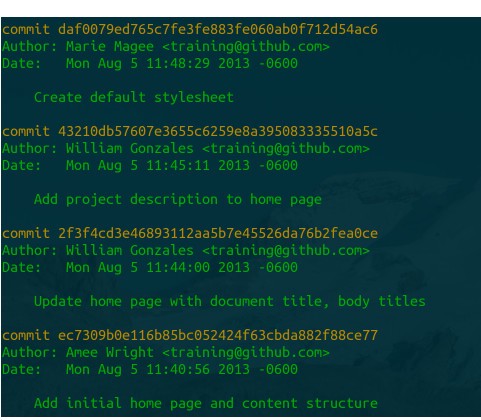 commit daf0079ed765c7fe3fe883fe060ab0f712d54ac6
Author: Marie Magee <training@github.com>
Date:   Mon Aug 5 11:48:29 2013 -0600
    Create default stylesheet
commit 43210db57607e3655c6259e8a395083335510a5c
Author: William Gonzales <training@github.com>
Date:   Mon Aug 5 11:45:11 2013 -0600
    Add project description to home page
commit 2f3f4cd3e46893112aa5b7e45526da76b2fea0ce
Author: William Gonzales <training@github.com>
Date:   Mon Aug 5 11:44:00 2013 -0600
    Update home page with document title, body titles
commit ec7309b0e116b85bc052424f63cbda882f88ce77
Author: Amee Wright <training@github.com>
Date:   Mon Aug 5 11:40:56 2013 -0600
    Add initial home page and content structure